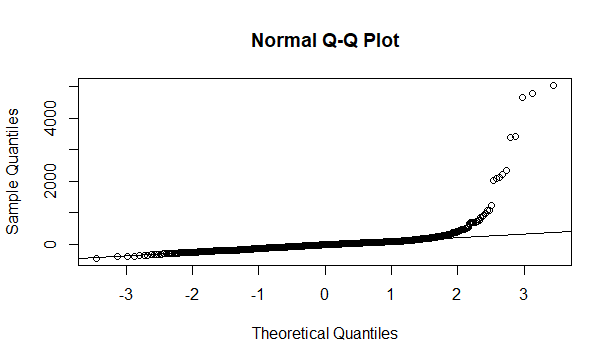 Normal Q-Q Plot
Sample Quantiles
4000
2000
0
-3 -2 -1 0 1 2 3
Theoretical Quantiles